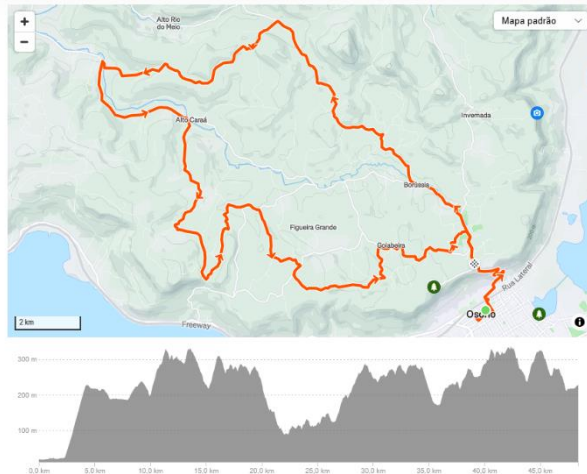 +
−
Mapa padrão
Alto Rio
do Meio
Invernada
Alto Caraá
Borussia
Figueira Grande
Goiabeira
Rua Lateral
Osório
Freeway
2 km
i
300 m
200 m
100 m
0.0 km 5.0 km 10.0 km 15.0 km 20.0 km 25.0 km 30.0 km 35.0 km 40.0 km 45.0 km